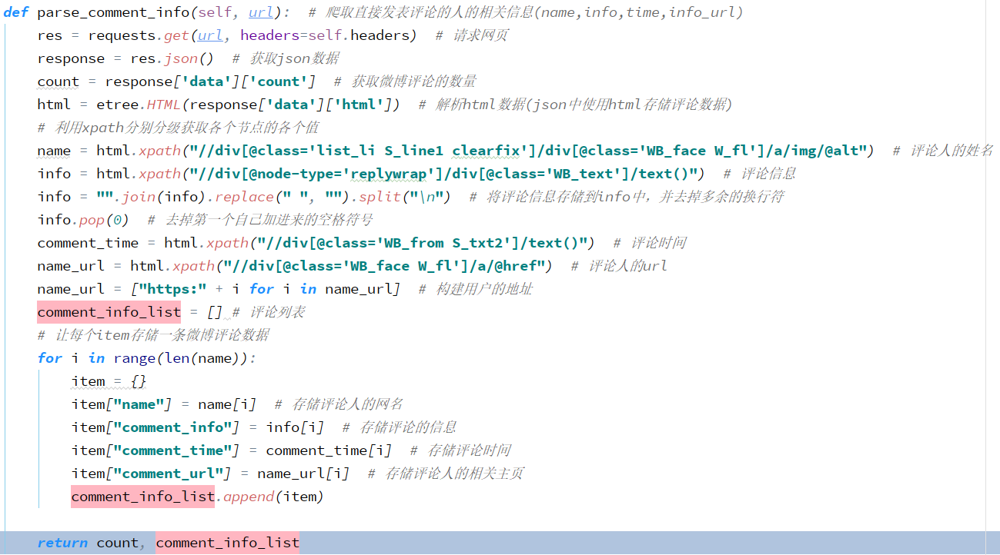 def parse_comment_info(self, url):  # 爬取直接发表评论的人的相关信息(name,info,time,info_url)
    res = requests.get(url, headers=self.headers)  # 请求网页
    response = res.json()  # 获取json数据
    count = response['data']['count']  # 获取微博评论的数量
    html = etree.HTML(response['data']['html'])  # 解析html数据(json中使用html存储评论数据)
    # 利用xpath分别分级获取各个节点的各个值
    name = html.xpath("//div[@class='list_li S_line1 clearfix']/div[@class='WB_face W_fl']/a/img/@alt")  # 评论人的姓名
    info = html.xpath("//div[@node-type='replywrap']/div[@class='WB_text']/text()")  # 评论信息
    info = "".join(info).replace(" ", "").split("\n")  # 将评论信息存储到info中，并去掉多余的换行符
    info.pop(0)  # 去掉第一个自己加进来的空格符号
    comment_time = html.xpath("//div[@class='WB_from S_txt2']/text()")  # 评论时间
    name_url = html.xpath("//div[@class='WB_face W_fl']/a/@href")  # 评论人的url
    name_url = ["https:" + i for i in name_url]  # 构建用户的地址
    comment_info_list = [] # 评论列表
    # 让每个item存储一条微博评论数据
    for i in range(len(name)):
        item = {}
        item["name"] = name[i]  # 存储评论人的网名
        item["comment_info"] = info[i]  # 存储评论的信息
        item["comment_time"] = comment_time[i]  # 存储评论时间
        item["comment_url"] = name_url[i]  # 存储评论人的相关主页
        comment_info_list.append(item)
    return count, comment_info_list